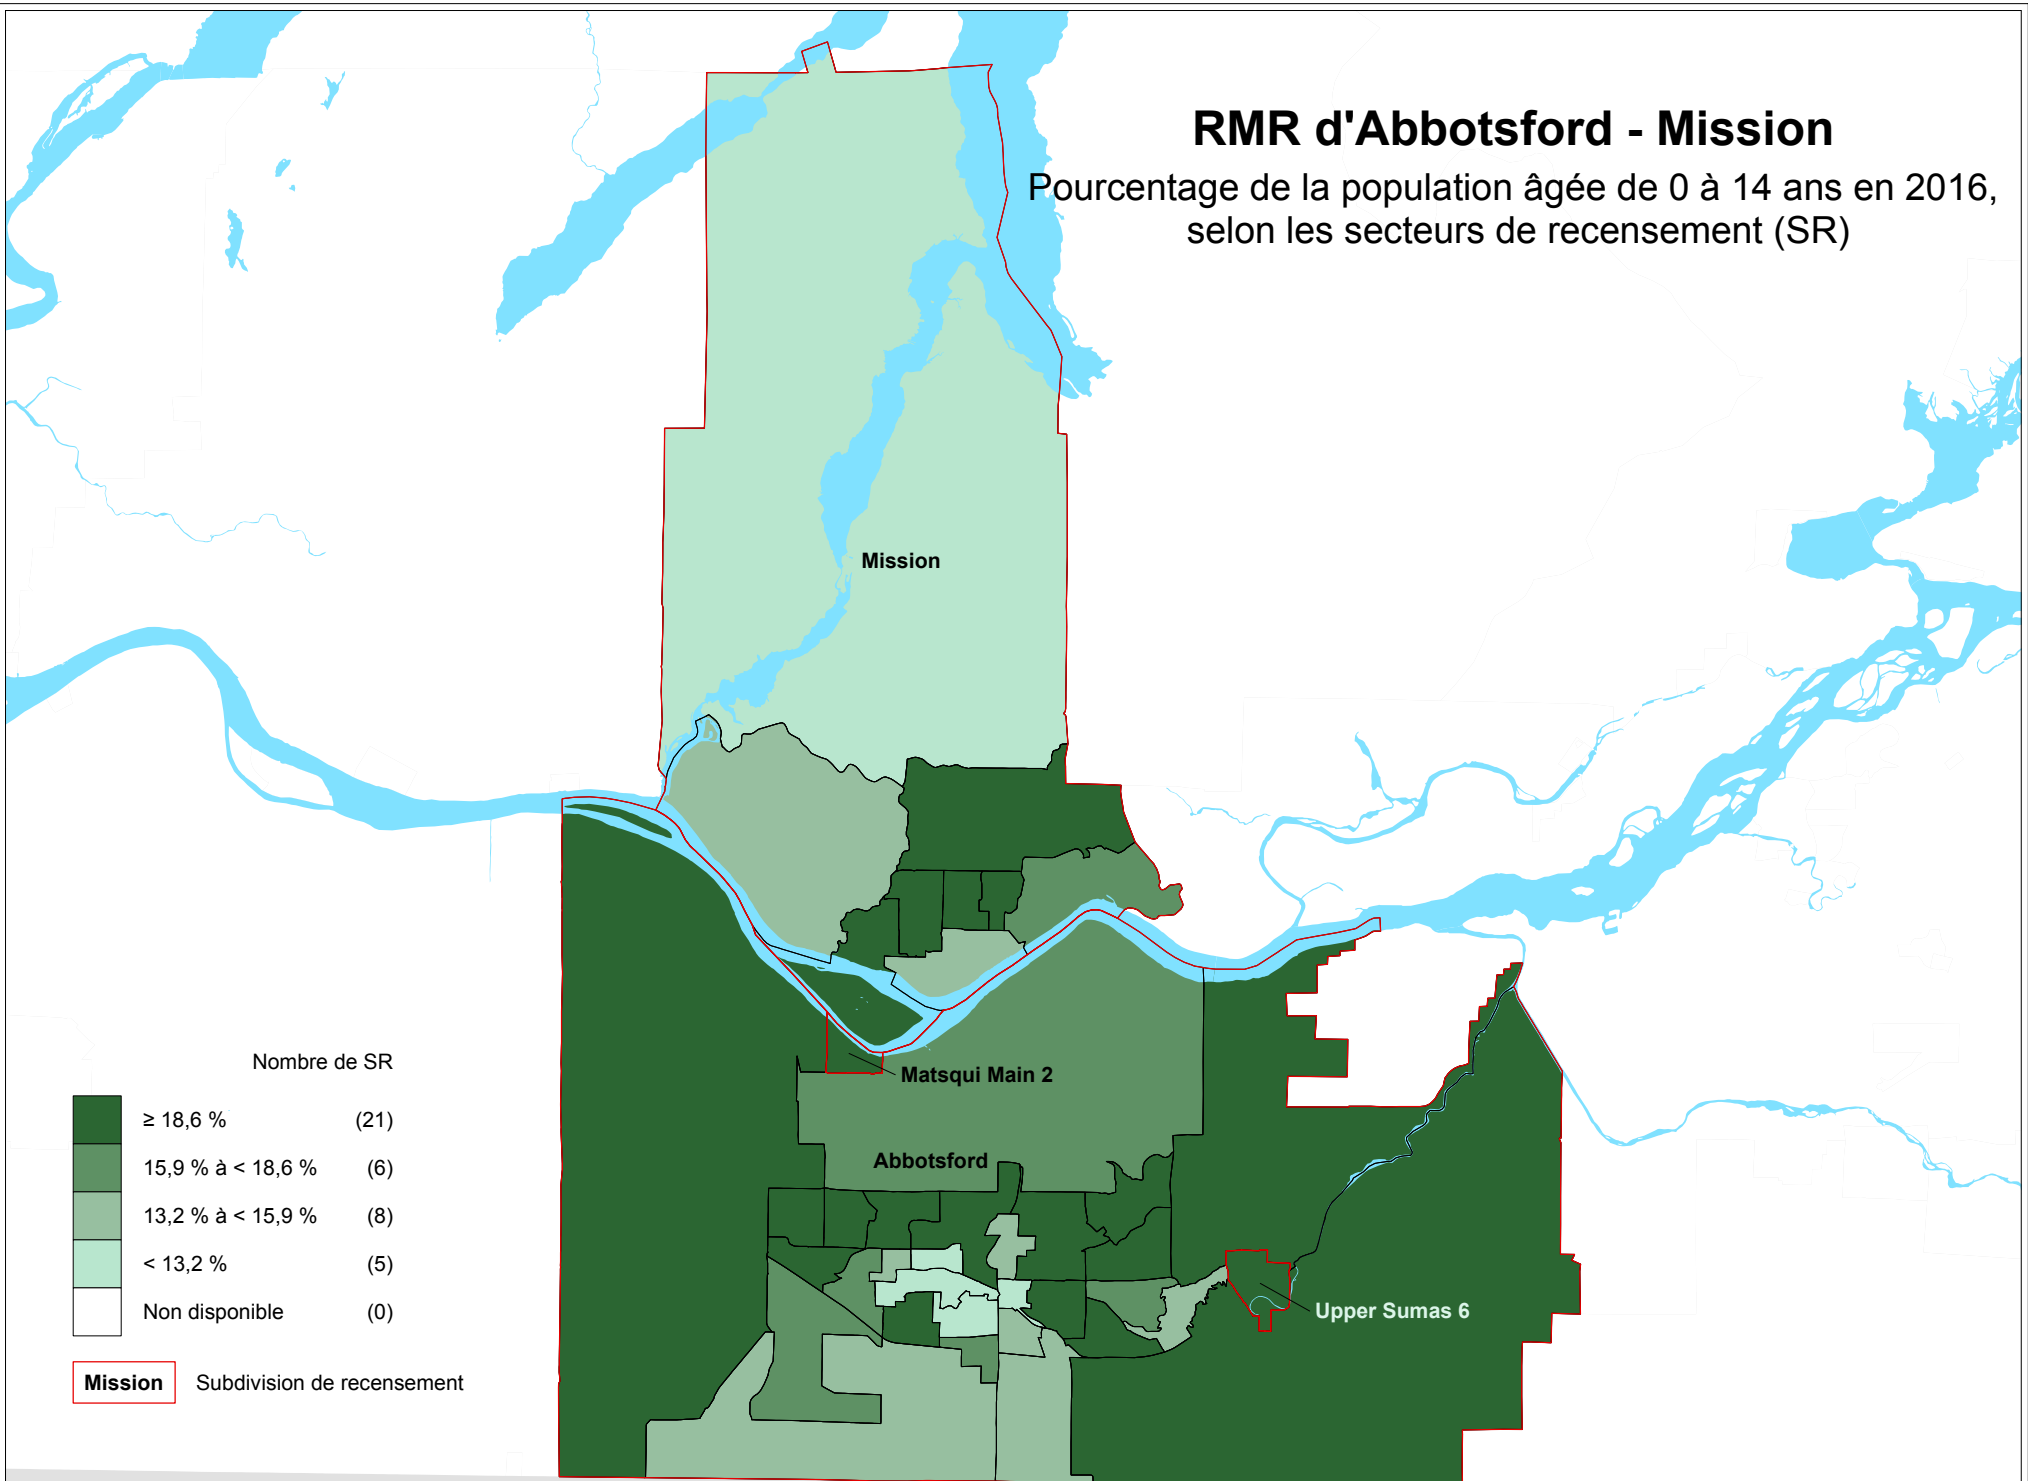 RMR d'Abbotsford - Mission
Pourcentage de la population âgée de 0 à 14 ans en 2016,
selon les secteurs de recensement (SR)
Mission
Matsqui Main 2
Abbotsford
Upper Sumas 6
Nombre de SR
≥ 18,6 % (21)
15,9 % à < 18,6 % (6)
13,2 % à < 15,9 % (8)
< 13,2 % (5)
Non disponible (0)
Mission Subdivision de recensement